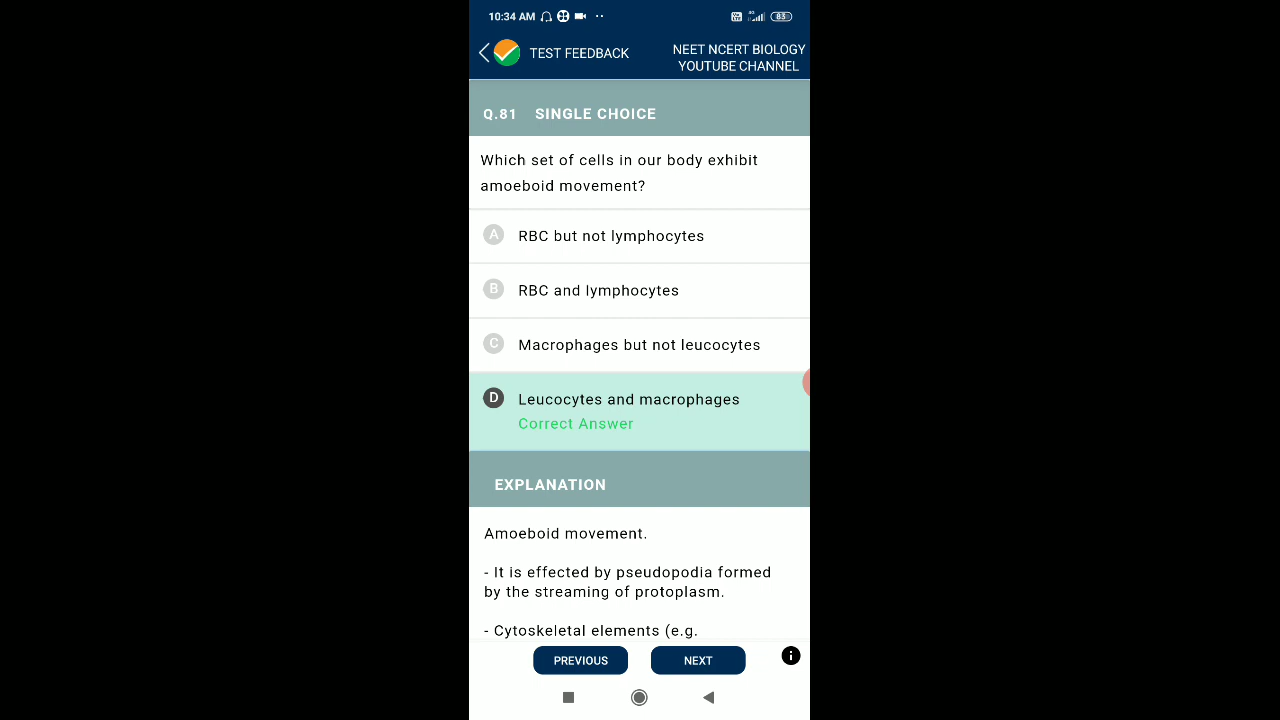 10:34 AM
83
TEST FEEDBACK
NEET NCERT BIOLOGY
YOUTUBE CHANNEL
Q.81 SINGLE CHOICE
Which set of cells in our body exhibit
amoeboid movement?
A RBC but not lymphocytes
B RBC and lymphocytes
C Macrophages but not leucocytes
D Leucocytes and macrophages
Correct Answer
EXPLANATION
Amoeboid movement.
- It is effected by pseudopodia formed
by the streaming of protoplasm.
- Cytoskeletal elements (e.g.
PREVIOUS
NEXT